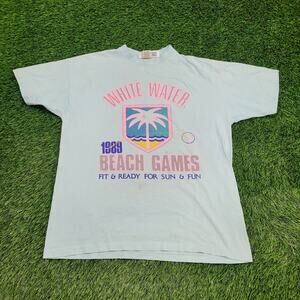 WHITE WATER
1989
BEACH GAMES
FIT & READY FOR SUN & FUN